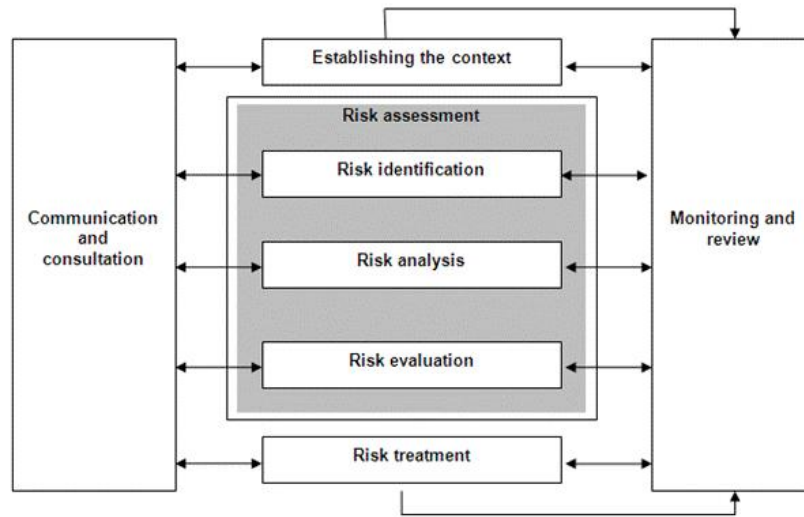 Establishing the context
Risk assessment
Risk identification
Communication
and
consultation
Monitoring and
review
Risk analysis
Risk evaluation
Risk treatment